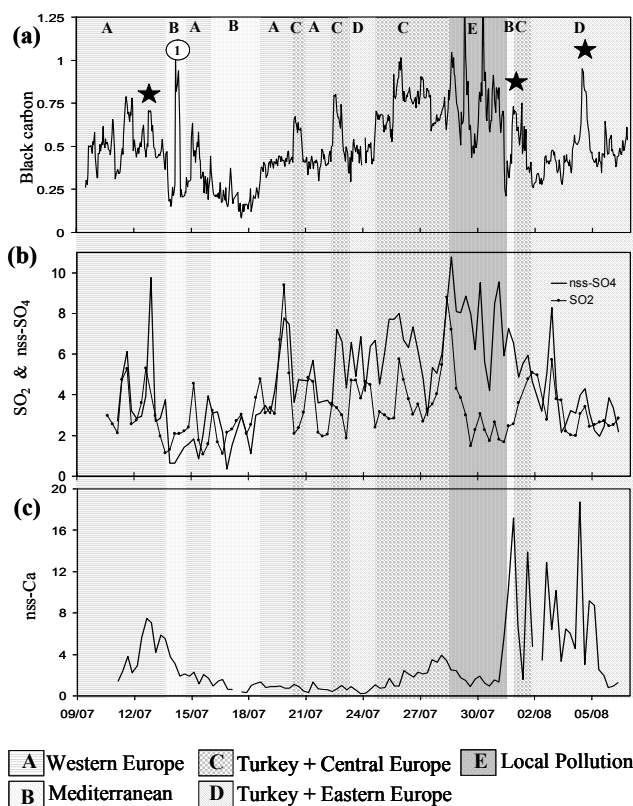 (a)
A B A B A C A C D C E B C D
1.25
1
0.75
0.5
0.25
0
Black carbon
1
(b)
10
8
6
4
2
0
SO2 & nss-SO4
nss-SO4
SO2
(c)
20
16
12
8
4
0
nss-Ca
09/07 12/07 15/07 18/07 21/07 24/07 27/07 30/07 02/08 05/08
A Western Europe C Turkey + Central Europe E Local Pollution
B Mediterranean D Turkey + Eastern Europe